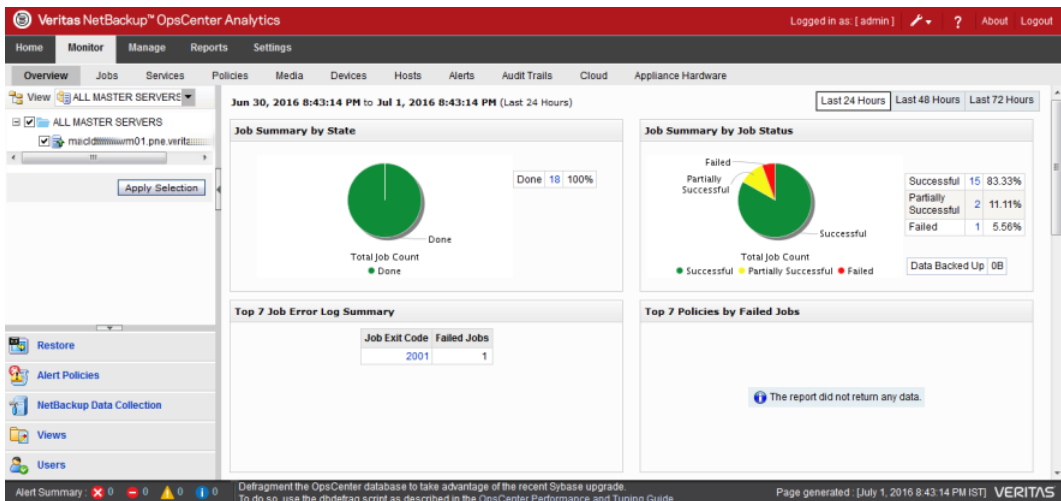 Veritas NetBackup™ OpsCenter Analytics
Logged in as: [ admin ] ? About Logout
Home Monitor Manage Reports Settings
Overview Jobs Services Policies Media Devices Hosts Alerts Audit Trails Cloud Appliance Hardware
View ALL MASTER SERVERS
ALL MASTER SERVERS
Apply Selection
Jun 30, 2016 8:43:14 PM to Jul 1, 2016 8:43:14 PM (Last 24 Hours)
Last 24 Hours Last 48 Hours Last 72 Hours
Job Summary by State
Done
Total Job Count
Done
Done 18 100%
Job Summary by Job Status
Failed
Partially
Successful
Successful
Total Job Count
Successful Partially Successful Failed
Successful 15 83.33%
Partially
Successful 2 11.11%
Failed 1 5.56%
Data Backed Up 0B
Top 7 Job Error Log Summary
Job Exit Code Failed Jobs
2001 1
Top 7 Policies by Failed Jobs
The report did not return any data.
Restore
Alert Policies
NetBackup Data Collection
Views
Users
Alert Summary: 0 0 0 0
Defragment the OpsCenter database to take advantage of the recent Sybase upgrade.
To do so, use the dbdefrag script as described in the OpsCenter Performance and Tuning Guide
Page generated : [July 1, 2016 8:43:14 PM IST]
VERITAS